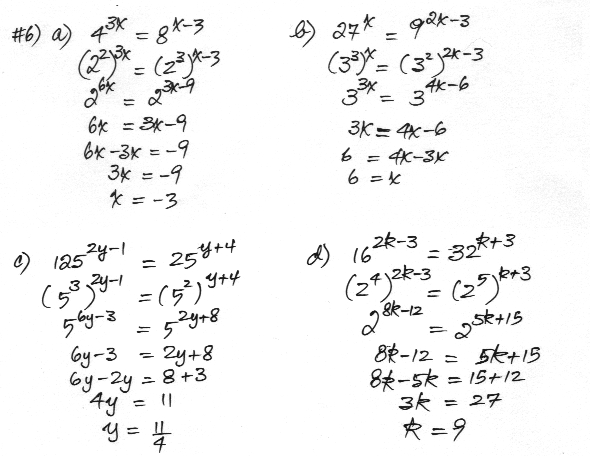 #6) a) 4^{3x} = 8^{x-3}
(2^2)^{3x} = (2^3)^{x-3}
2^{6x} = 2^{3x-9}
6x = 3x-9
6x-3x = -9
3x = -9
x = -3
b) 27^x = 9^{2x-3}
(3^3)^x = (3^2)^{2x-3}
3^{3x} = 3^{4x-6}
3x = 4x-6
6 = 4x-3x
6 = x
c) 125^{2y-1} = 25^{y+4}
(5^3)^{2y-1} = (5^2)^{y+4}
5^{6y-3} = 5^{2y+8}
6y-3 = 2y+8
6y-2y = 8+3
4y = 11
y = 11/4
d) 16^{2k-3} = 32^{k+3}
(2^4)^{2k-3} = (2^5)^{k+3}
2^{8k-12} = 2^{5k+15}
8k-12 = 5k+15
8k-5k = 15+12
3k = 27
k = 9